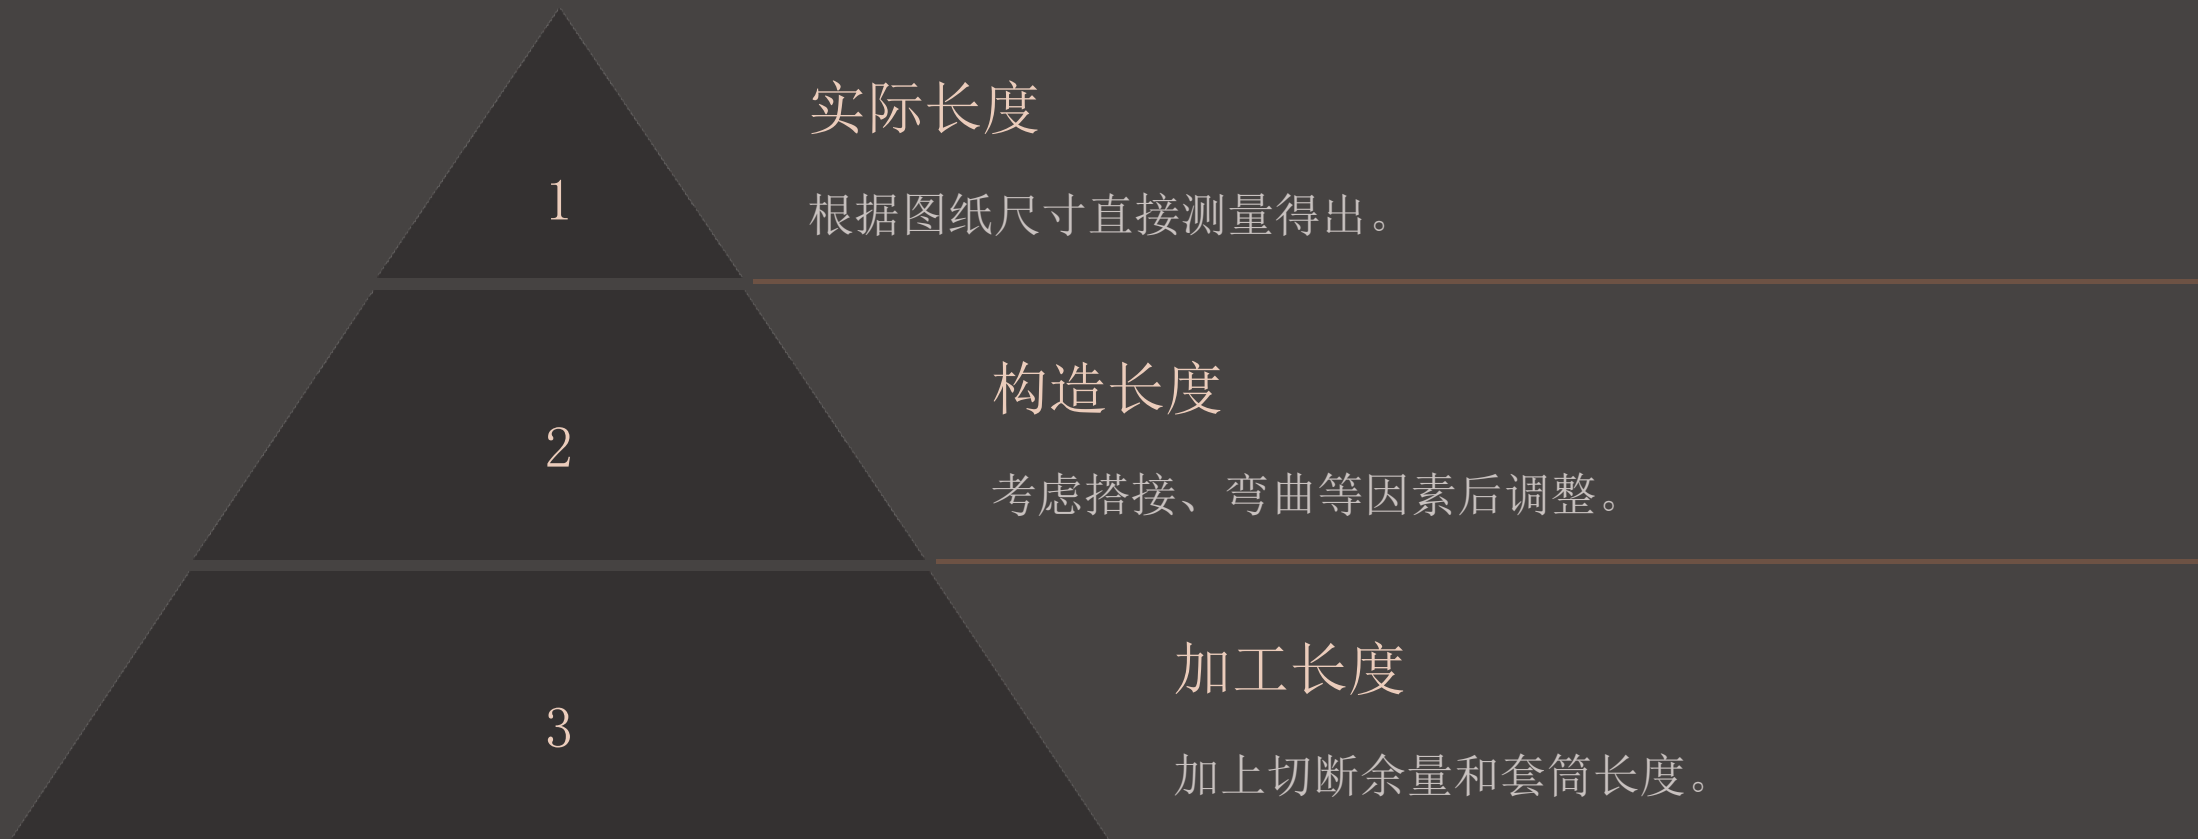 实际长度
1
根据图纸尺寸直接测量得出。
构造长度
2
考虑搭接、弯曲等因素后调整。
加工长度
3
加上切断余量和套筒长度。